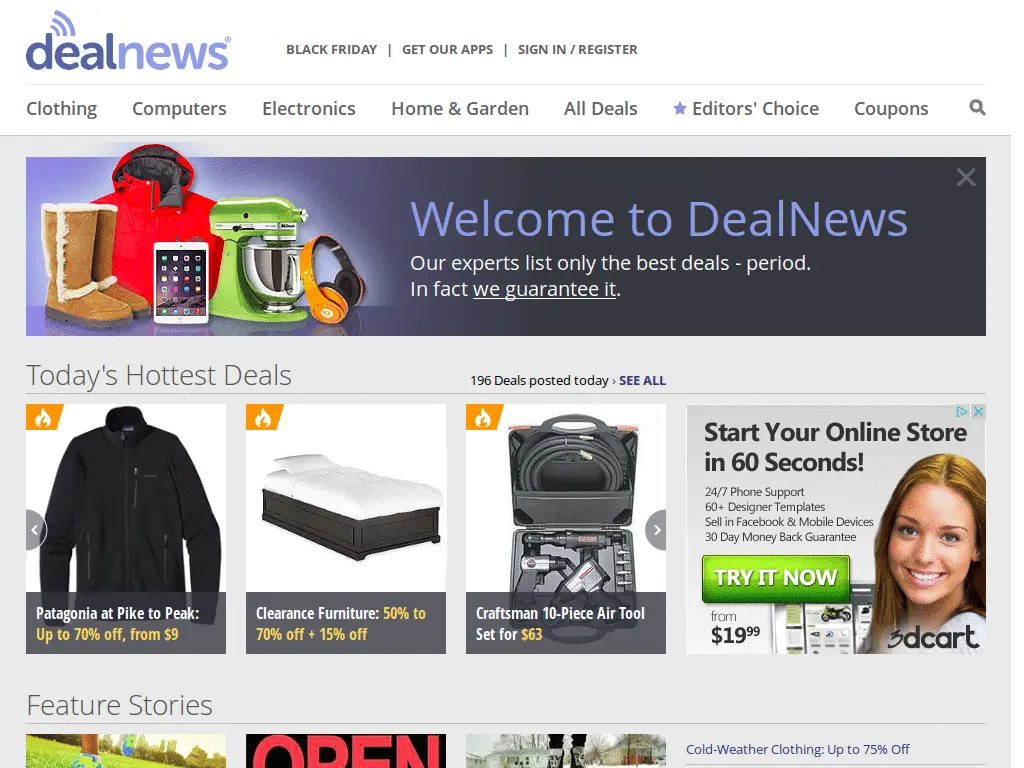 dealnews®
BLACK FRIDAY | GET OUR APPS | SIGN IN / REGISTER
Clothing Computers Electronics Home & Garden All Deals Editors' Choice Coupons
Welcome to DealNews
Our experts list only the best deals - period.
In fact we guarantee it.
Today's Hottest Deals
196 Deals posted today › SEE ALL
Patagonia at Pike to Peak:
Up to 70% off, from $9
Clearance Furniture: 50% to
70% off + 15% off
Craftsman 10-Piece Air Tool
Set for $63
Start Your Online Store
in 60 Seconds!
24/7 Phone Support
60+ Designer Templates
Sell in Facebook & Mobile Devices
30 Day Money Back Guarantee
TRY IT NOW
from
$1999
3dcart
Feature Stories
OPEN
Cold-Weather Clothing: Up to 75% Off